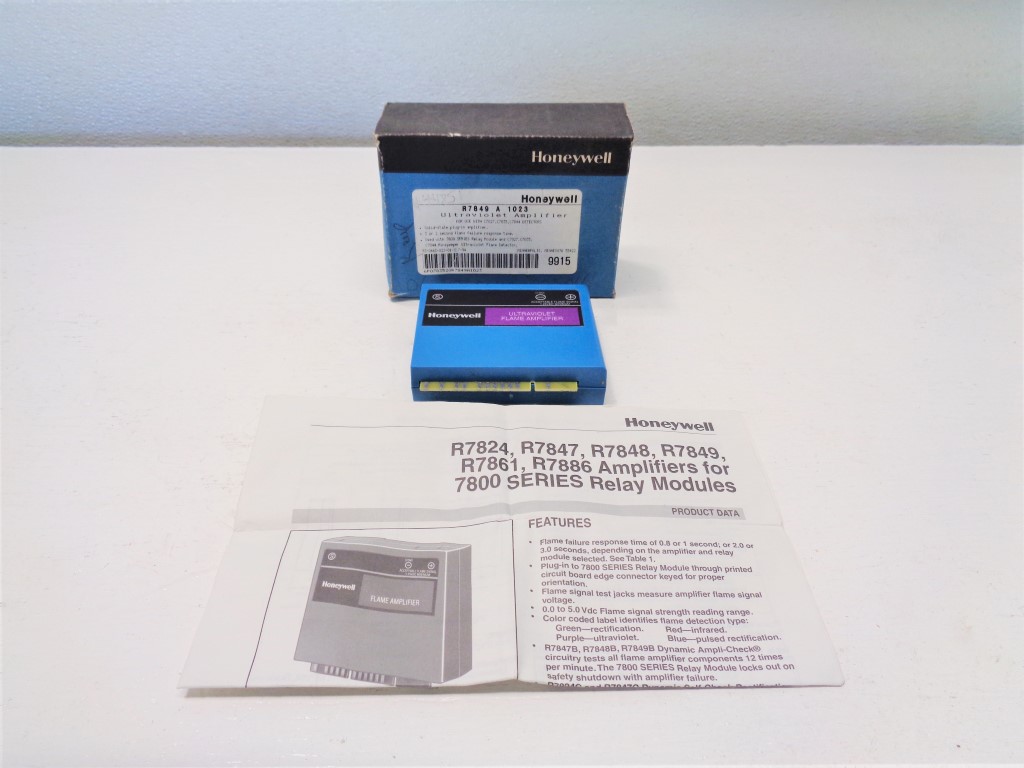 Honeywell
Honeywell
R7849 A 1023
Ultraviolet Amplifier
9915
Honeywell
ULTRAVIOLET
FLAME AMPLIFIER
Honeywell
R7824, R7847, R7848, R7849,
R7861, R7886 Amplifiers for
7800 SERIES Relay Modules
PRODUCT DATA
FEATURES
• Flame failure response time of 0.8 or 1 second; or 2.0 or
3.0 seconds, depending on the amplifier and relay
module selected. See Table 1.
• Plug-in to 7800 SERIES Relay Module through printed
circuit board edge connector keyed for proper
orientation.
• Flame signal test jacks measure amplifier flame signal
voltage.
• 0.0 to 5.0 Vdc Flame signal strength reading range.
• Color coded label identifies flame detection type:
Green—rectification. Red—infrared.
Purple—ultraviolet. Blue—pulsed rectification.
• R7847B, R7848B, R7849B Dynamic Ampli-Check®
circuitry tests all flame amplifier components 12 times
per minute. The 7800 SERIES Relay Module locks out on
safety shutdown with amplifier failure.
Honeywell
FLAME AMPLIFIER